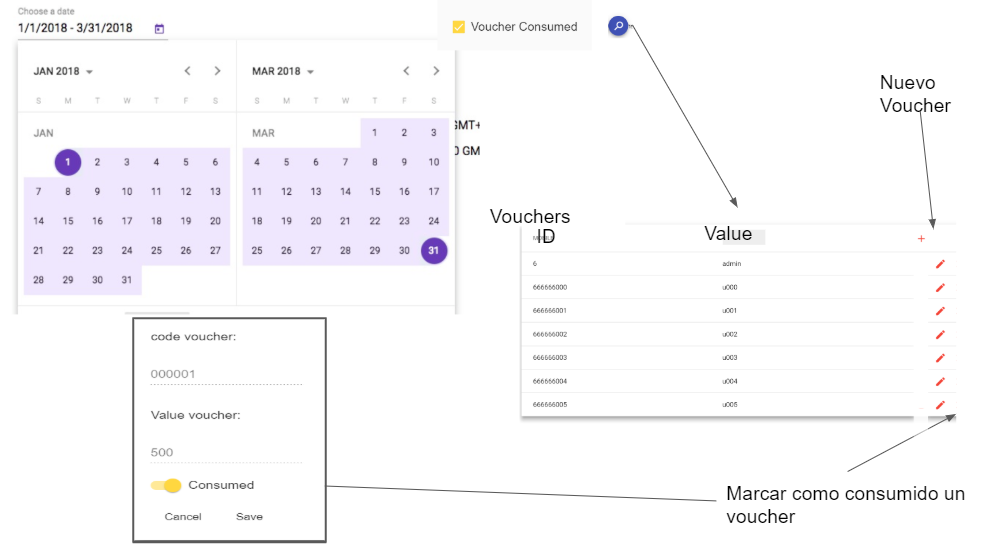 Choose a date
1/1/2018 - 3/31/2018
Voucher Consumed
JAN 2018
MAR 2018
S M T W T F S
S M T W T F S
JAN
MAR
1 2 3
1 2 3 4 5 6
4 5 6 7 8 9 10
7 8 9 10 11 12 13
11 12 13 14 15 16 17
14 15 16 17 18 19 20
18 19 20 21 22 23 24
21 22 23 24 25 26 27
25 26 27 28 29 30 31
28 29 30 31
GMT+
0 GM
Nuevo
Voucher
Vouchers
ID
Value
+
6 admin
666666000 u000
666666001 u001
666666002 u002
666666003 u003
666666004 u004
666666005 u005
code voucher:
000001
Value voucher:
500
Consumed
Cancel Save
Marcar como consumido un
voucher